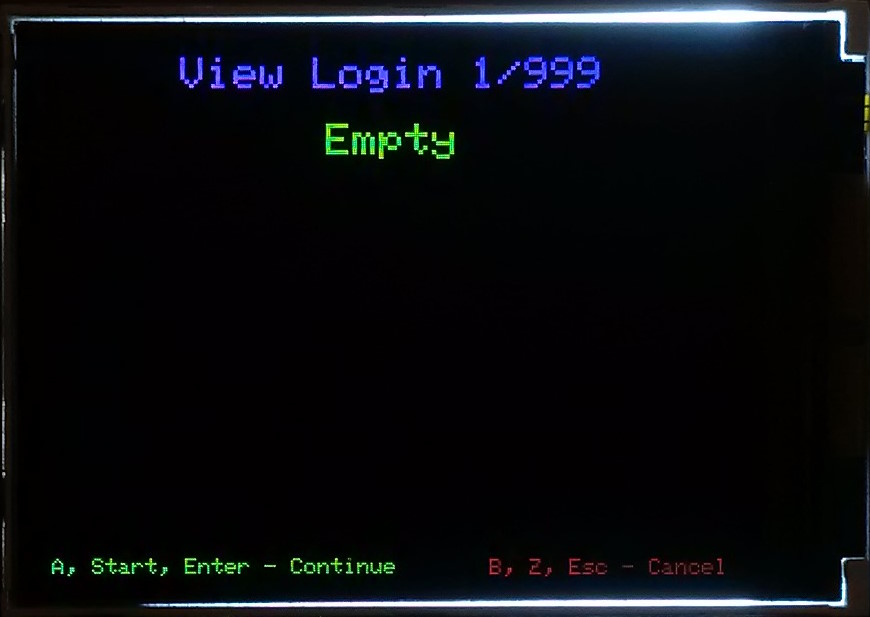 View Login 1/999
Empty
A, Start, Enter - Continue B, Z, Esc - Cancel